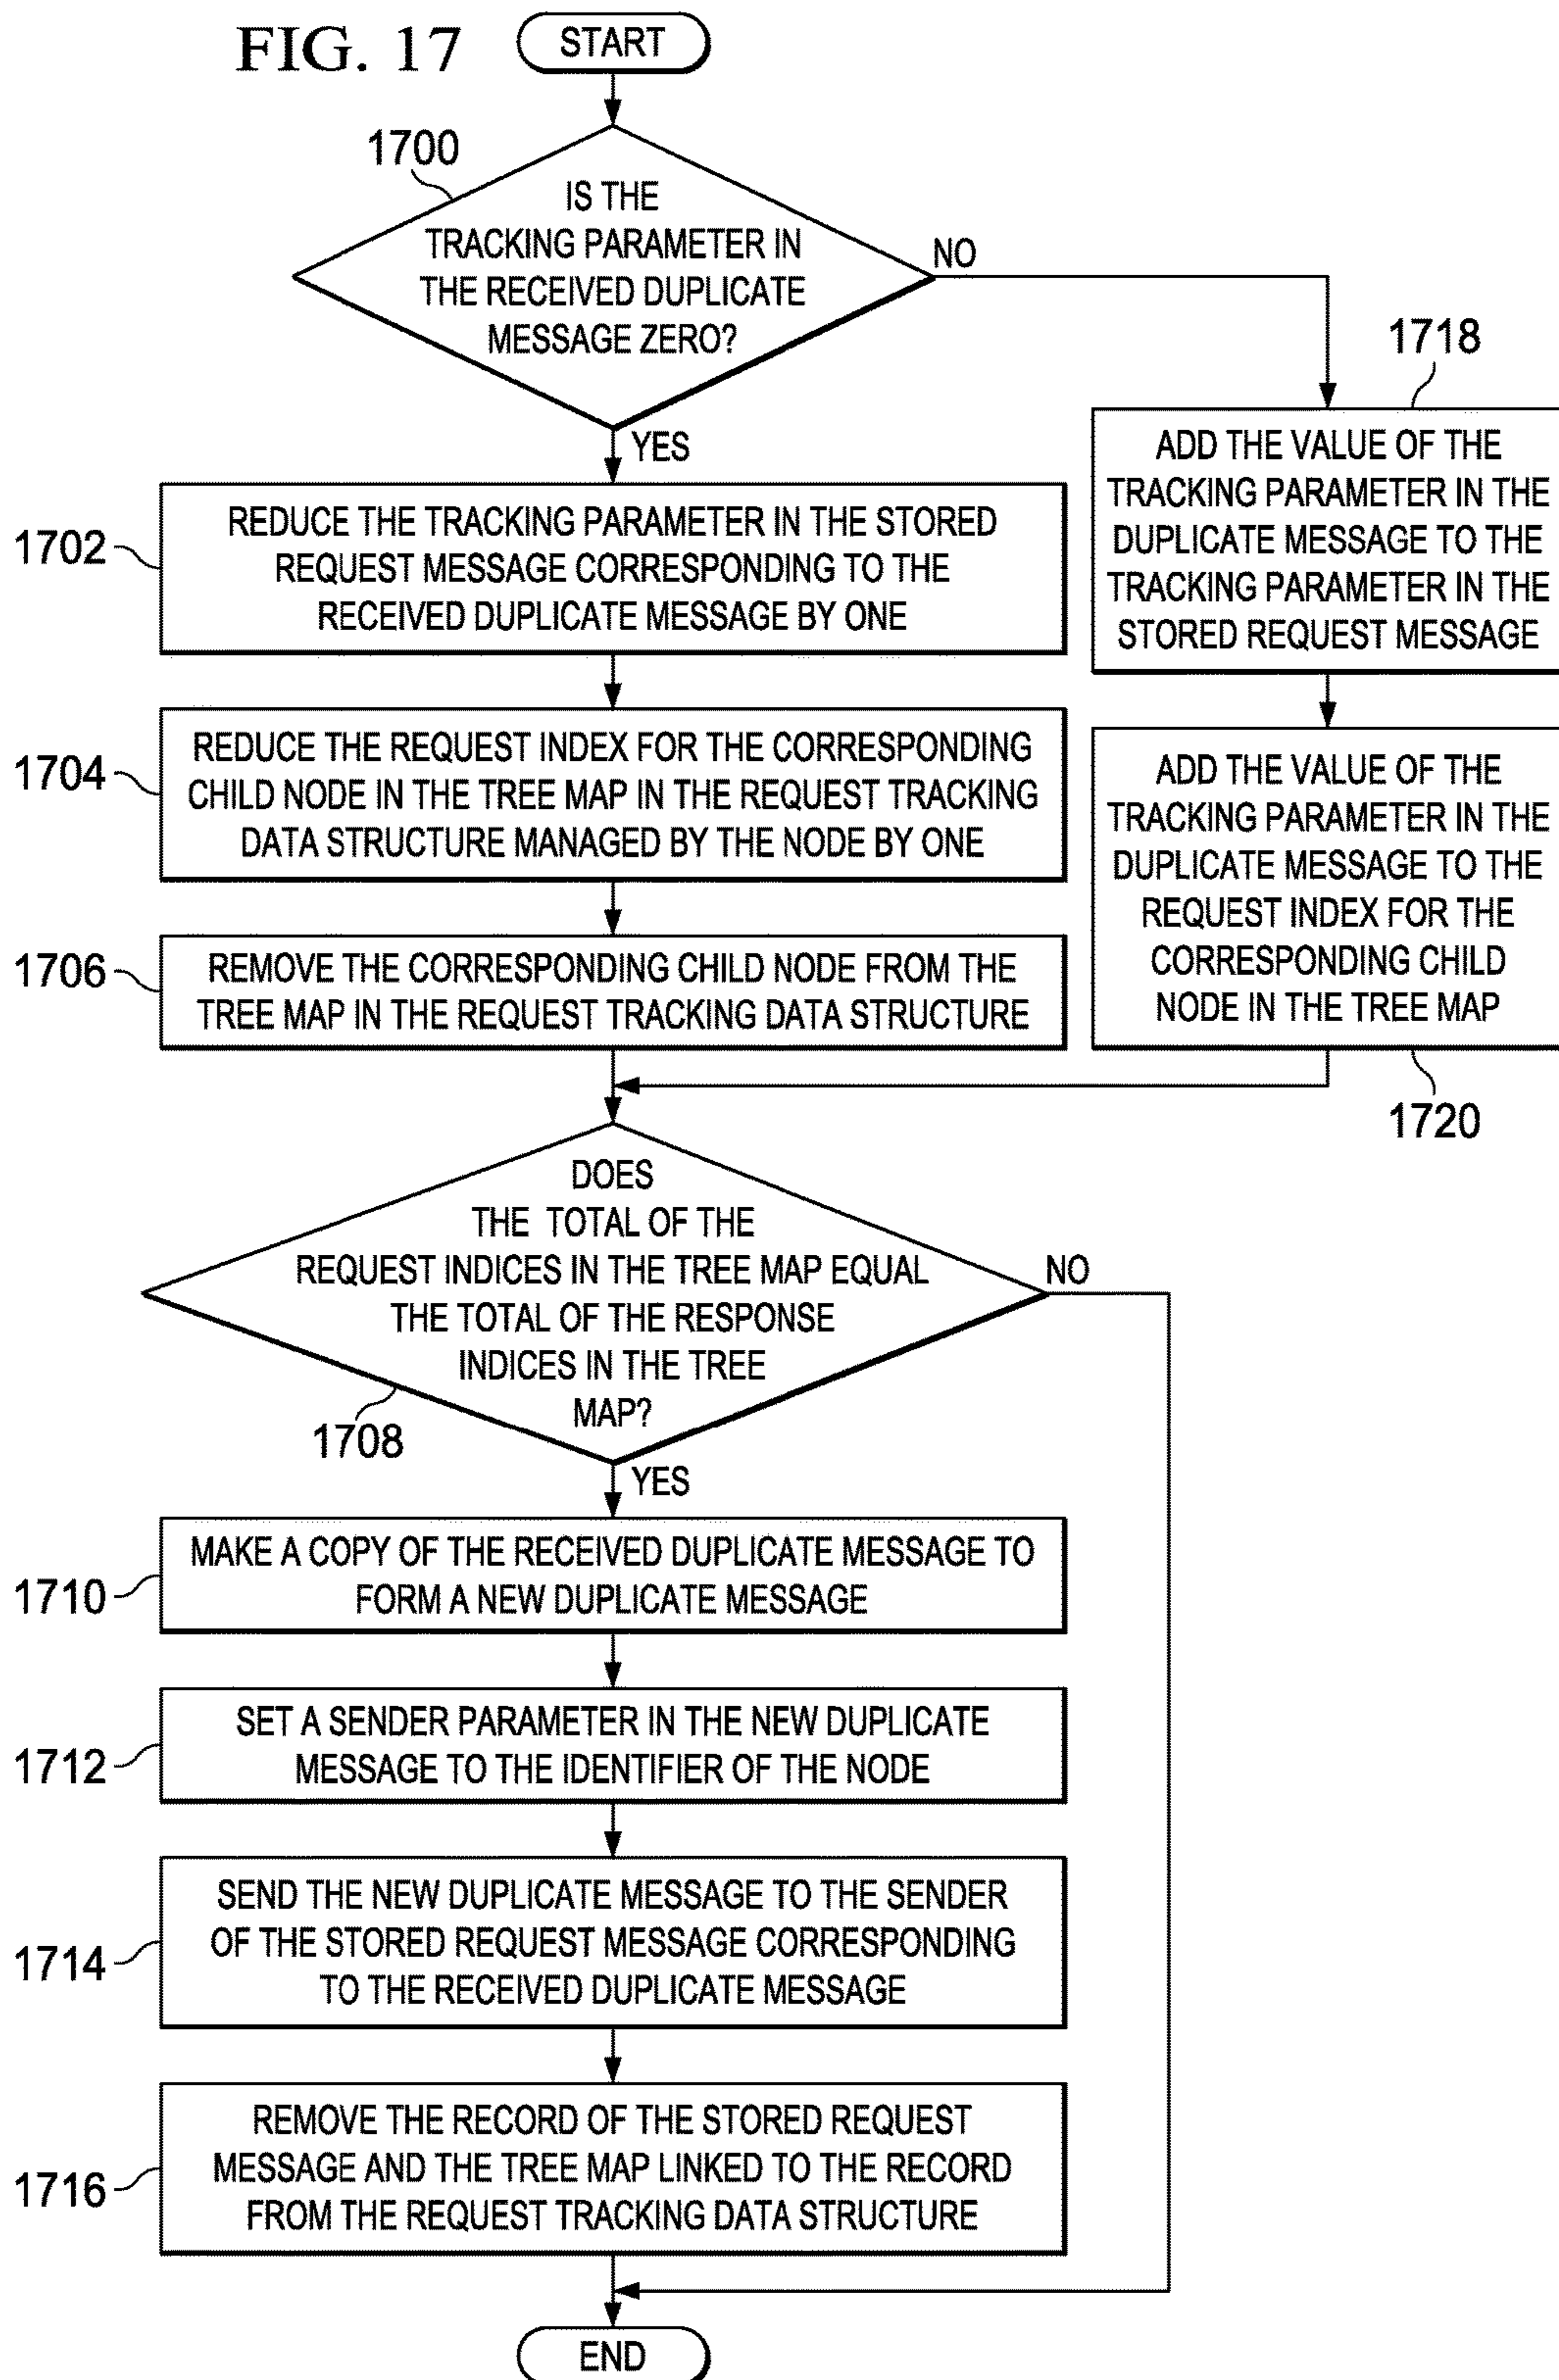 FIG. 17
START
1700
IS THE
TRACKING PARAMETER IN
THE RECEIVED DUPLICATE
MESSAGE ZERO?
NO
YES
1718
ADD THE VALUE OF THE
TRACKING PARAMETER IN THE
DUPLICATE MESSAGE TO THE
TRACKING PARAMETER IN THE
STORED REQUEST MESSAGE
1702
REDUCE THE TRACKING PARAMETER IN THE STORED
REQUEST MESSAGE CORRESPONDING TO THE
RECEIVED DUPLICATE MESSAGE BY ONE
1704
REDUCE THE REQUEST INDEX FOR THE CORRESPONDING
CHILD NODE IN THE TREE MAP IN THE REQUEST TRACKING
DATA STRUCTURE MANAGED BY THE NODE BY ONE
ADD THE VALUE OF THE
TRACKING PARAMETER IN THE
DUPLICATE MESSAGE TO THE
REQUEST INDEX FOR THE
CORRESPONDING CHILD
NODE IN THE TREE MAP
1720
1706
REMOVE THE CORRESPONDING CHILD NODE FROM THE
TREE MAP IN THE REQUEST TRACKING DATA STRUCTURE
DOES
THE TOTAL OF THE
REQUEST INDICES IN THE TREE MAP EQUAL
THE TOTAL OF THE RESPONSE
INDICES IN THE TREE
MAP?
NO
1708
YES
1710
MAKE A COPY OF THE RECEIVED DUPLICATE MESSAGE TO
FORM A NEW DUPLICATE MESSAGE
1712
SET A SENDER PARAMETER IN THE NEW DUPLICATE
MESSAGE TO THE IDENTIFIER OF THE NODE
1714
SEND THE NEW DUPLICATE MESSAGE TO THE SENDER
OF THE STORED REQUEST MESSAGE CORRESPONDING
TO THE RECEIVED DUPLICATE MESSAGE
1716
REMOVE THE RECORD OF THE STORED REQUEST
MESSAGE AND THE TREE MAP LINKED TO THE RECORD
FROM THE REQUEST TRACKING DATA STRUCTURE
END